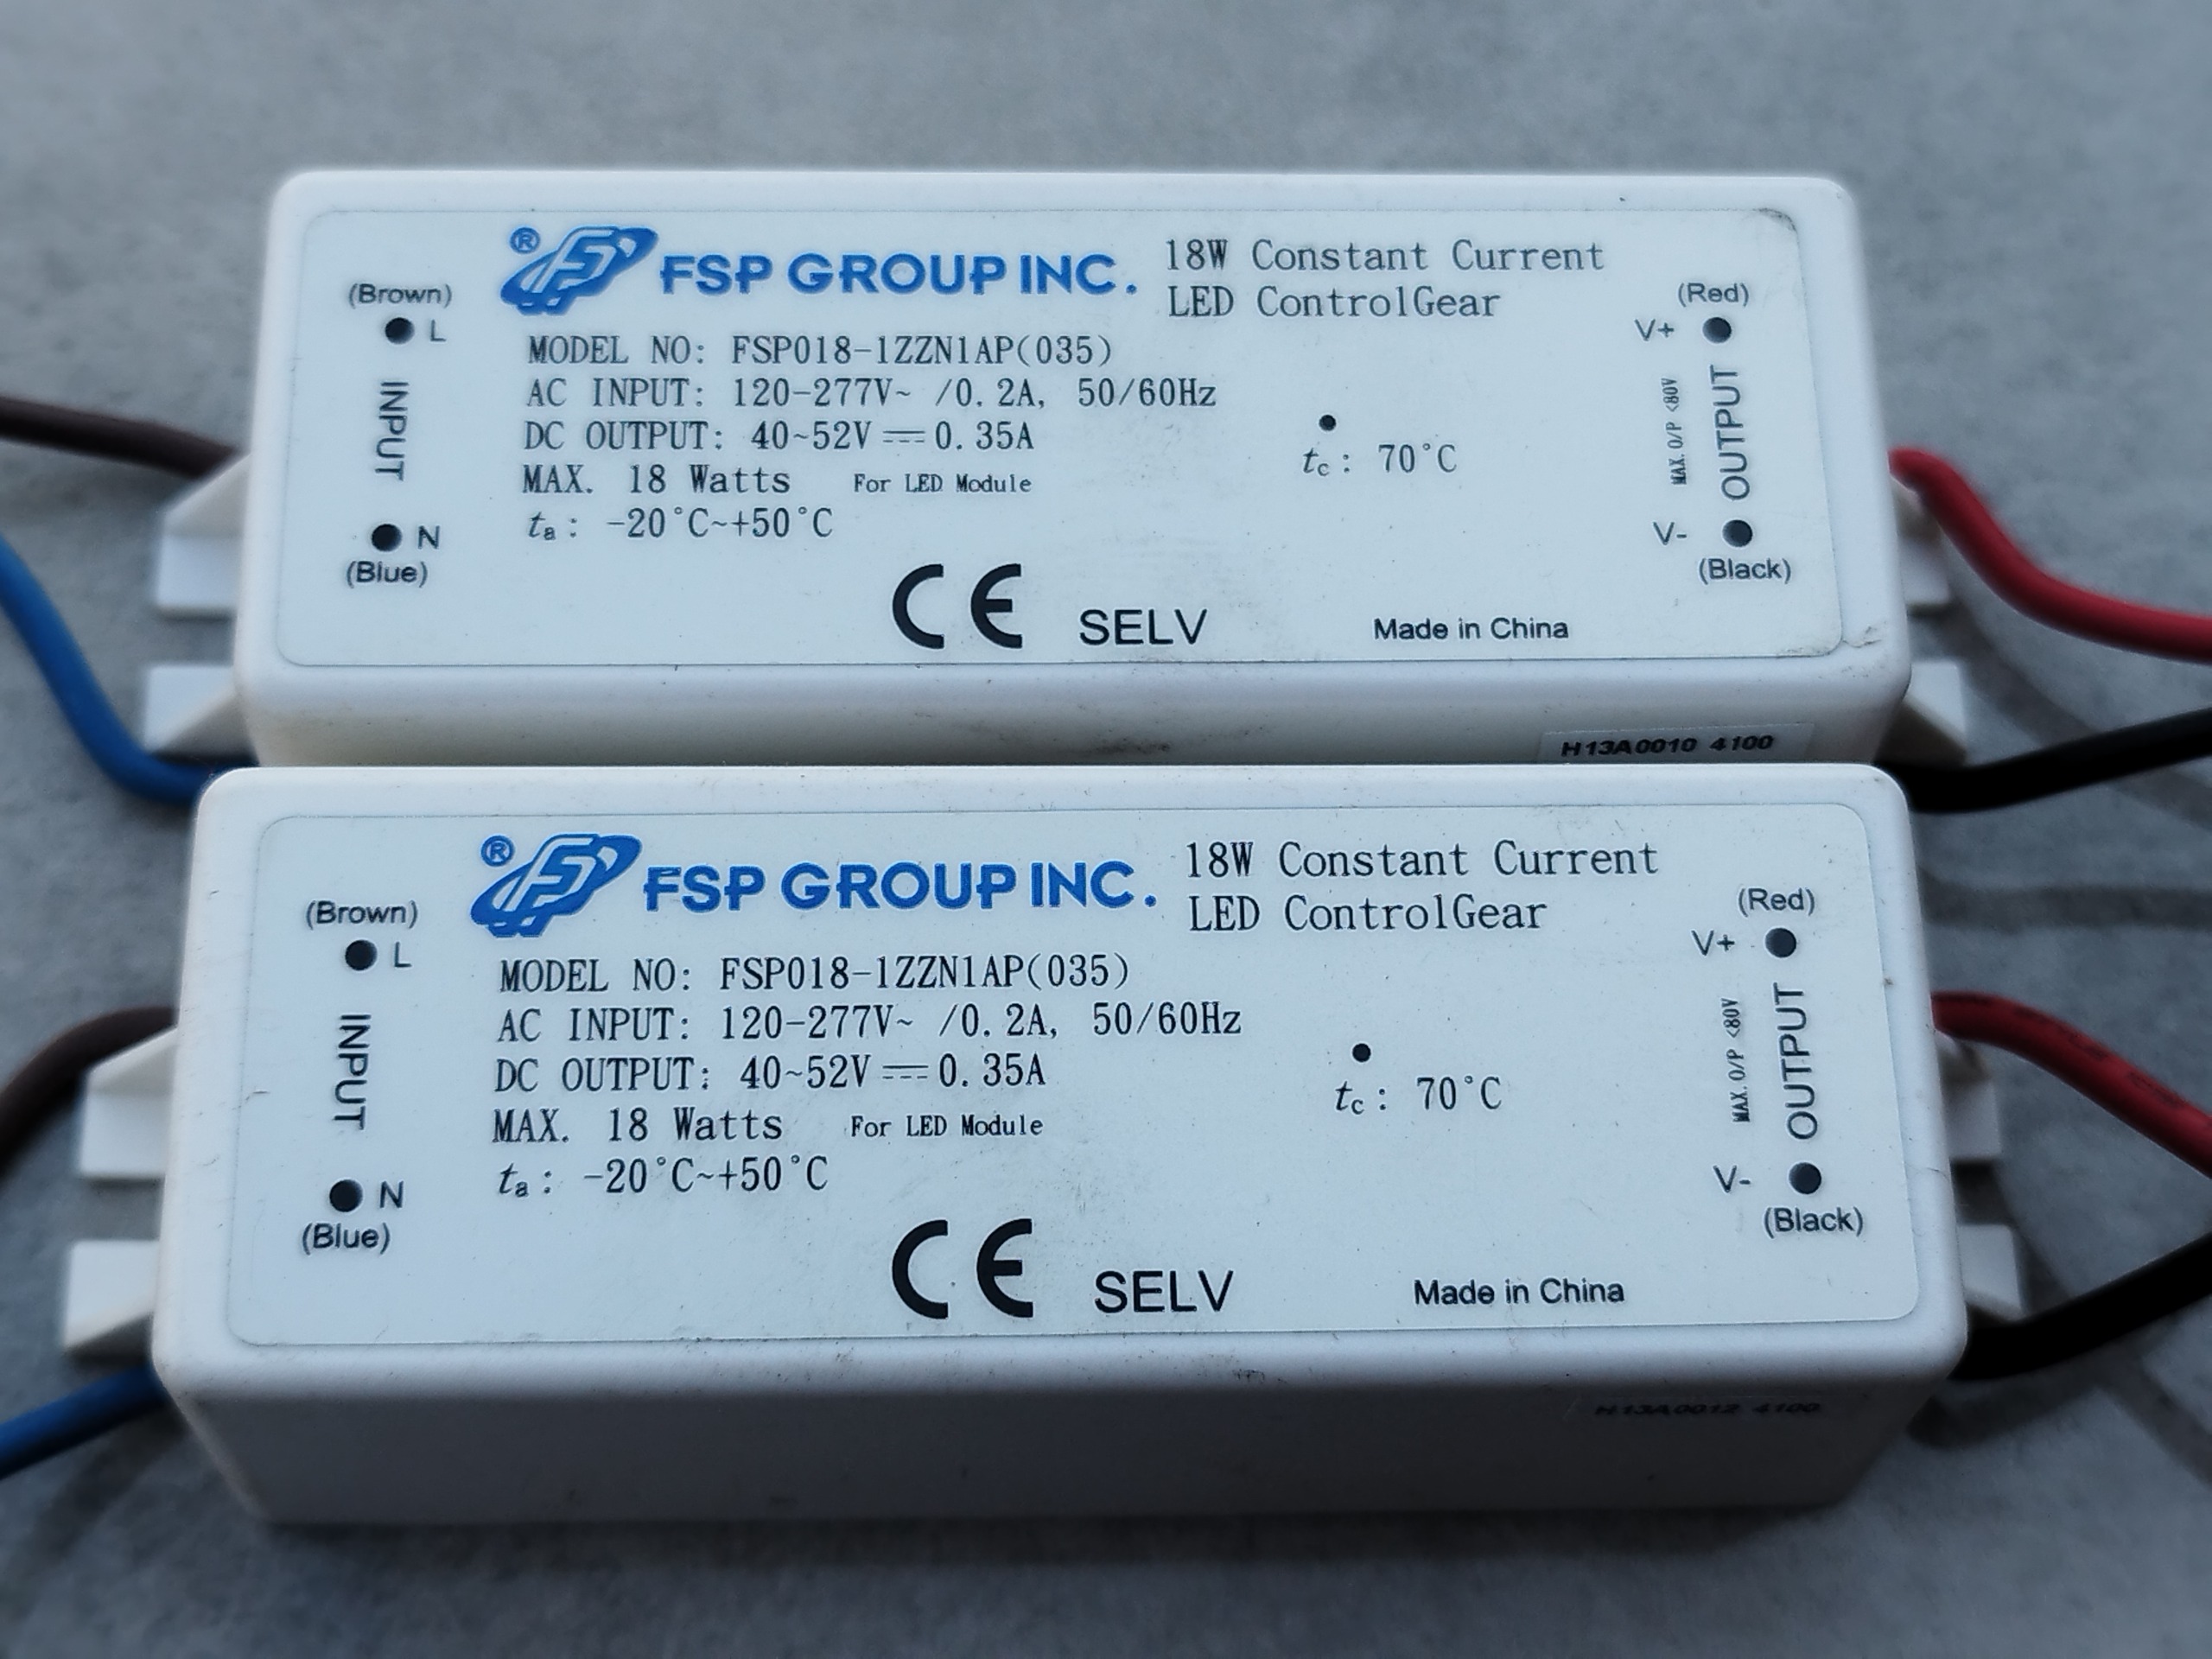 ® FSP GROUP INC.
18W Constant Current
LED ControlGear
(Brown)
L
INPUT
N
(Blue)
MODEL NO: FSP018-1ZZN1AP(035)
AC INPUT: 120-277V~ /0.2A, 50/60Hz
DC OUTPUT: 40~52V⎓0.35A
MAX. 18 Watts For LED Module
ta: -20°C~+50°C
tc: 70°C
(Red)
V+
MAX. O/P <80V
OUTPUT
V-
(Black)
CE SELV
Made in China
H13A0010 4100
® FSP GROUP INC.
18W Constant Current
LED ControlGear
(Brown)
L
INPUT
N
(Blue)
MODEL NO: FSP018-1ZZN1AP(035)
AC INPUT: 120-277V~ /0.2A, 50/60Hz
DC OUTPUT: 40~52V⎓0.35A
MAX. 18 Watts For LED Module
ta: -20°C~+50°C
tc: 70°C
(Red)
V+
MAX. O/P <80V
OUTPUT
V-
(Black)
CE SELV
Made in China
H13A0012 4100